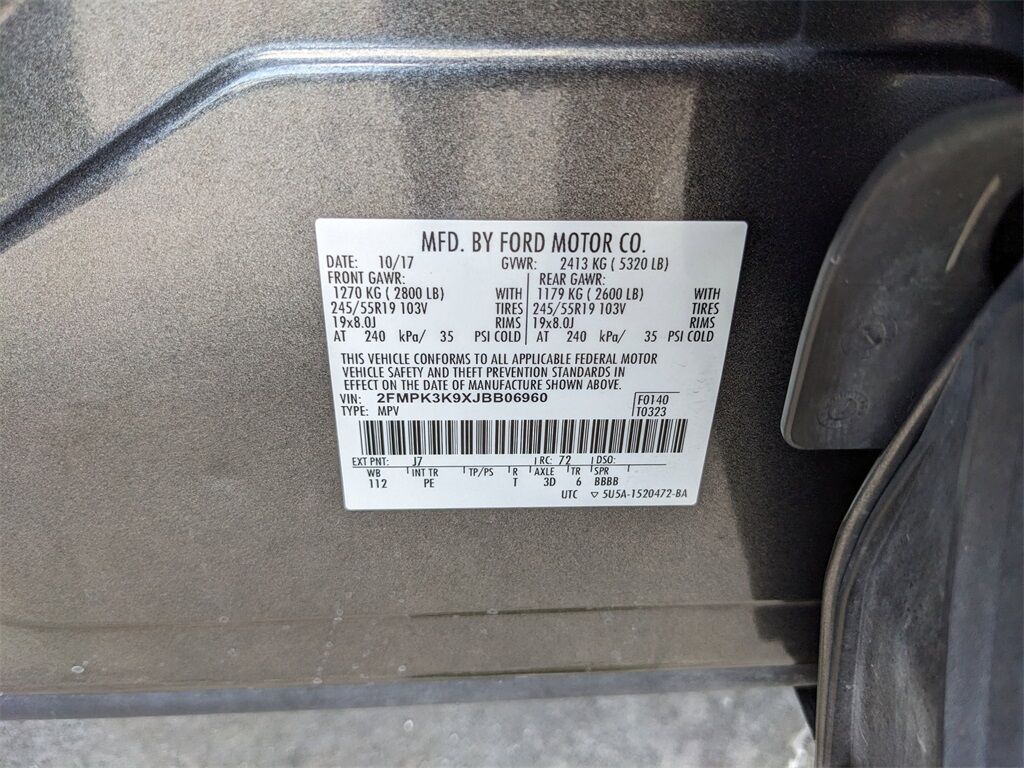 MFD. BY FORD MOTOR CO.
DATE: 10/17 GVWR: 2413 KG ( 5320 LB)
FRONT GAWR: REAR GAWR:
1270 KG ( 2800 LB) WITH 1179 KG ( 2600 LB) WITH
245/55R19 103V TIRES 245/55R19 103V TIRES
19x8.0J RIMS 19x8.0J RIMS
AT 240 kPa/ 35 PSI COLD AT 240 kPa/ 35 PSI COLD
THIS VEHICLE CONFORMS TO ALL APPLICABLE FEDERAL MOTOR
VEHICLE SAFETY AND THEFT PREVENTION STANDARDS IN
EFFECT ON THE DATE OF MANUFACTURE SHOWN ABOVE.
VIN: 2FMPK3K9XJBB06960 F0140
TYPE: MPV T0323
EXT PNT: J7 RC: 72 DSO:
WB INT TR TP/PS R AXLE TR SPR
112 PE T 3D 6 BBBB
UTC ▽ 5U5A-1520472-BA